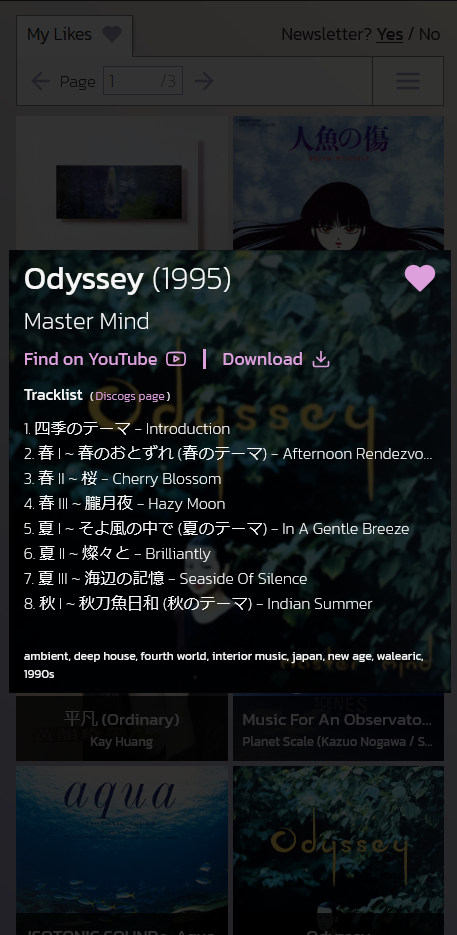 My Likes
Newsletter? Yes / No
Page 1 /3
人魚の傷
Odyssey (1995)
Master Mind
Find on YouTube | Download
Tracklist (Discogs page)
Odyssey
1. 四季のテーマ - Introduction
2. 春 I ~ 春のおとずれ (春のテーマ) - Afternoon Rendezvo...
3. 春 II ~ 桜 - Cherry Blossom
4. 春 III ~ 朧月夜 - Hazy Moon
5. 夏 I ~ そよ風の中で (夏のテーマ) - In A Gentle Breeze
6. 夏 II ~ 燦々と - Brilliantly
7. 夏 III ~ 海辺の記憶 - Seaside Of Silence
8. 秋 I ~ 秋刀魚日和 (秋のテーマ) - Indian Summer
master mind
ambient, deep house, fourth world, interior music, japan, new age, walearic,
1990s
平凡 (Ordinary)
Kay Huang
Music For An Observato...
Planet Scale (Kazuo Nogawa / S...
aqua
Odyssey
Odyssey